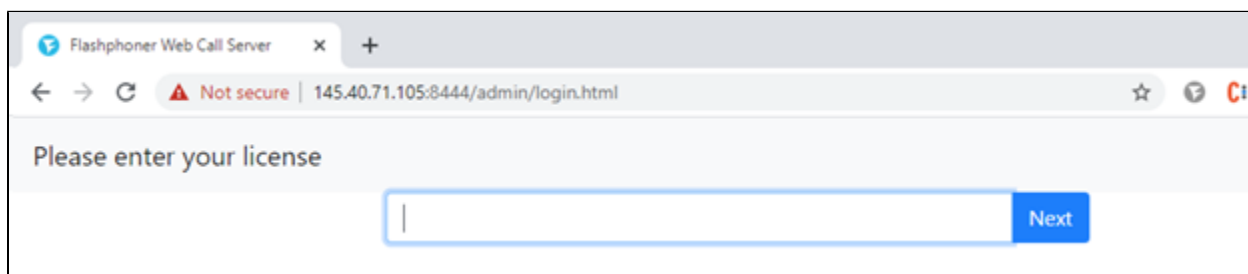 Flashphoner Web Call Server
Not secure | 145.40.71.105:8444/admin/login.html
Please enter your license
Next